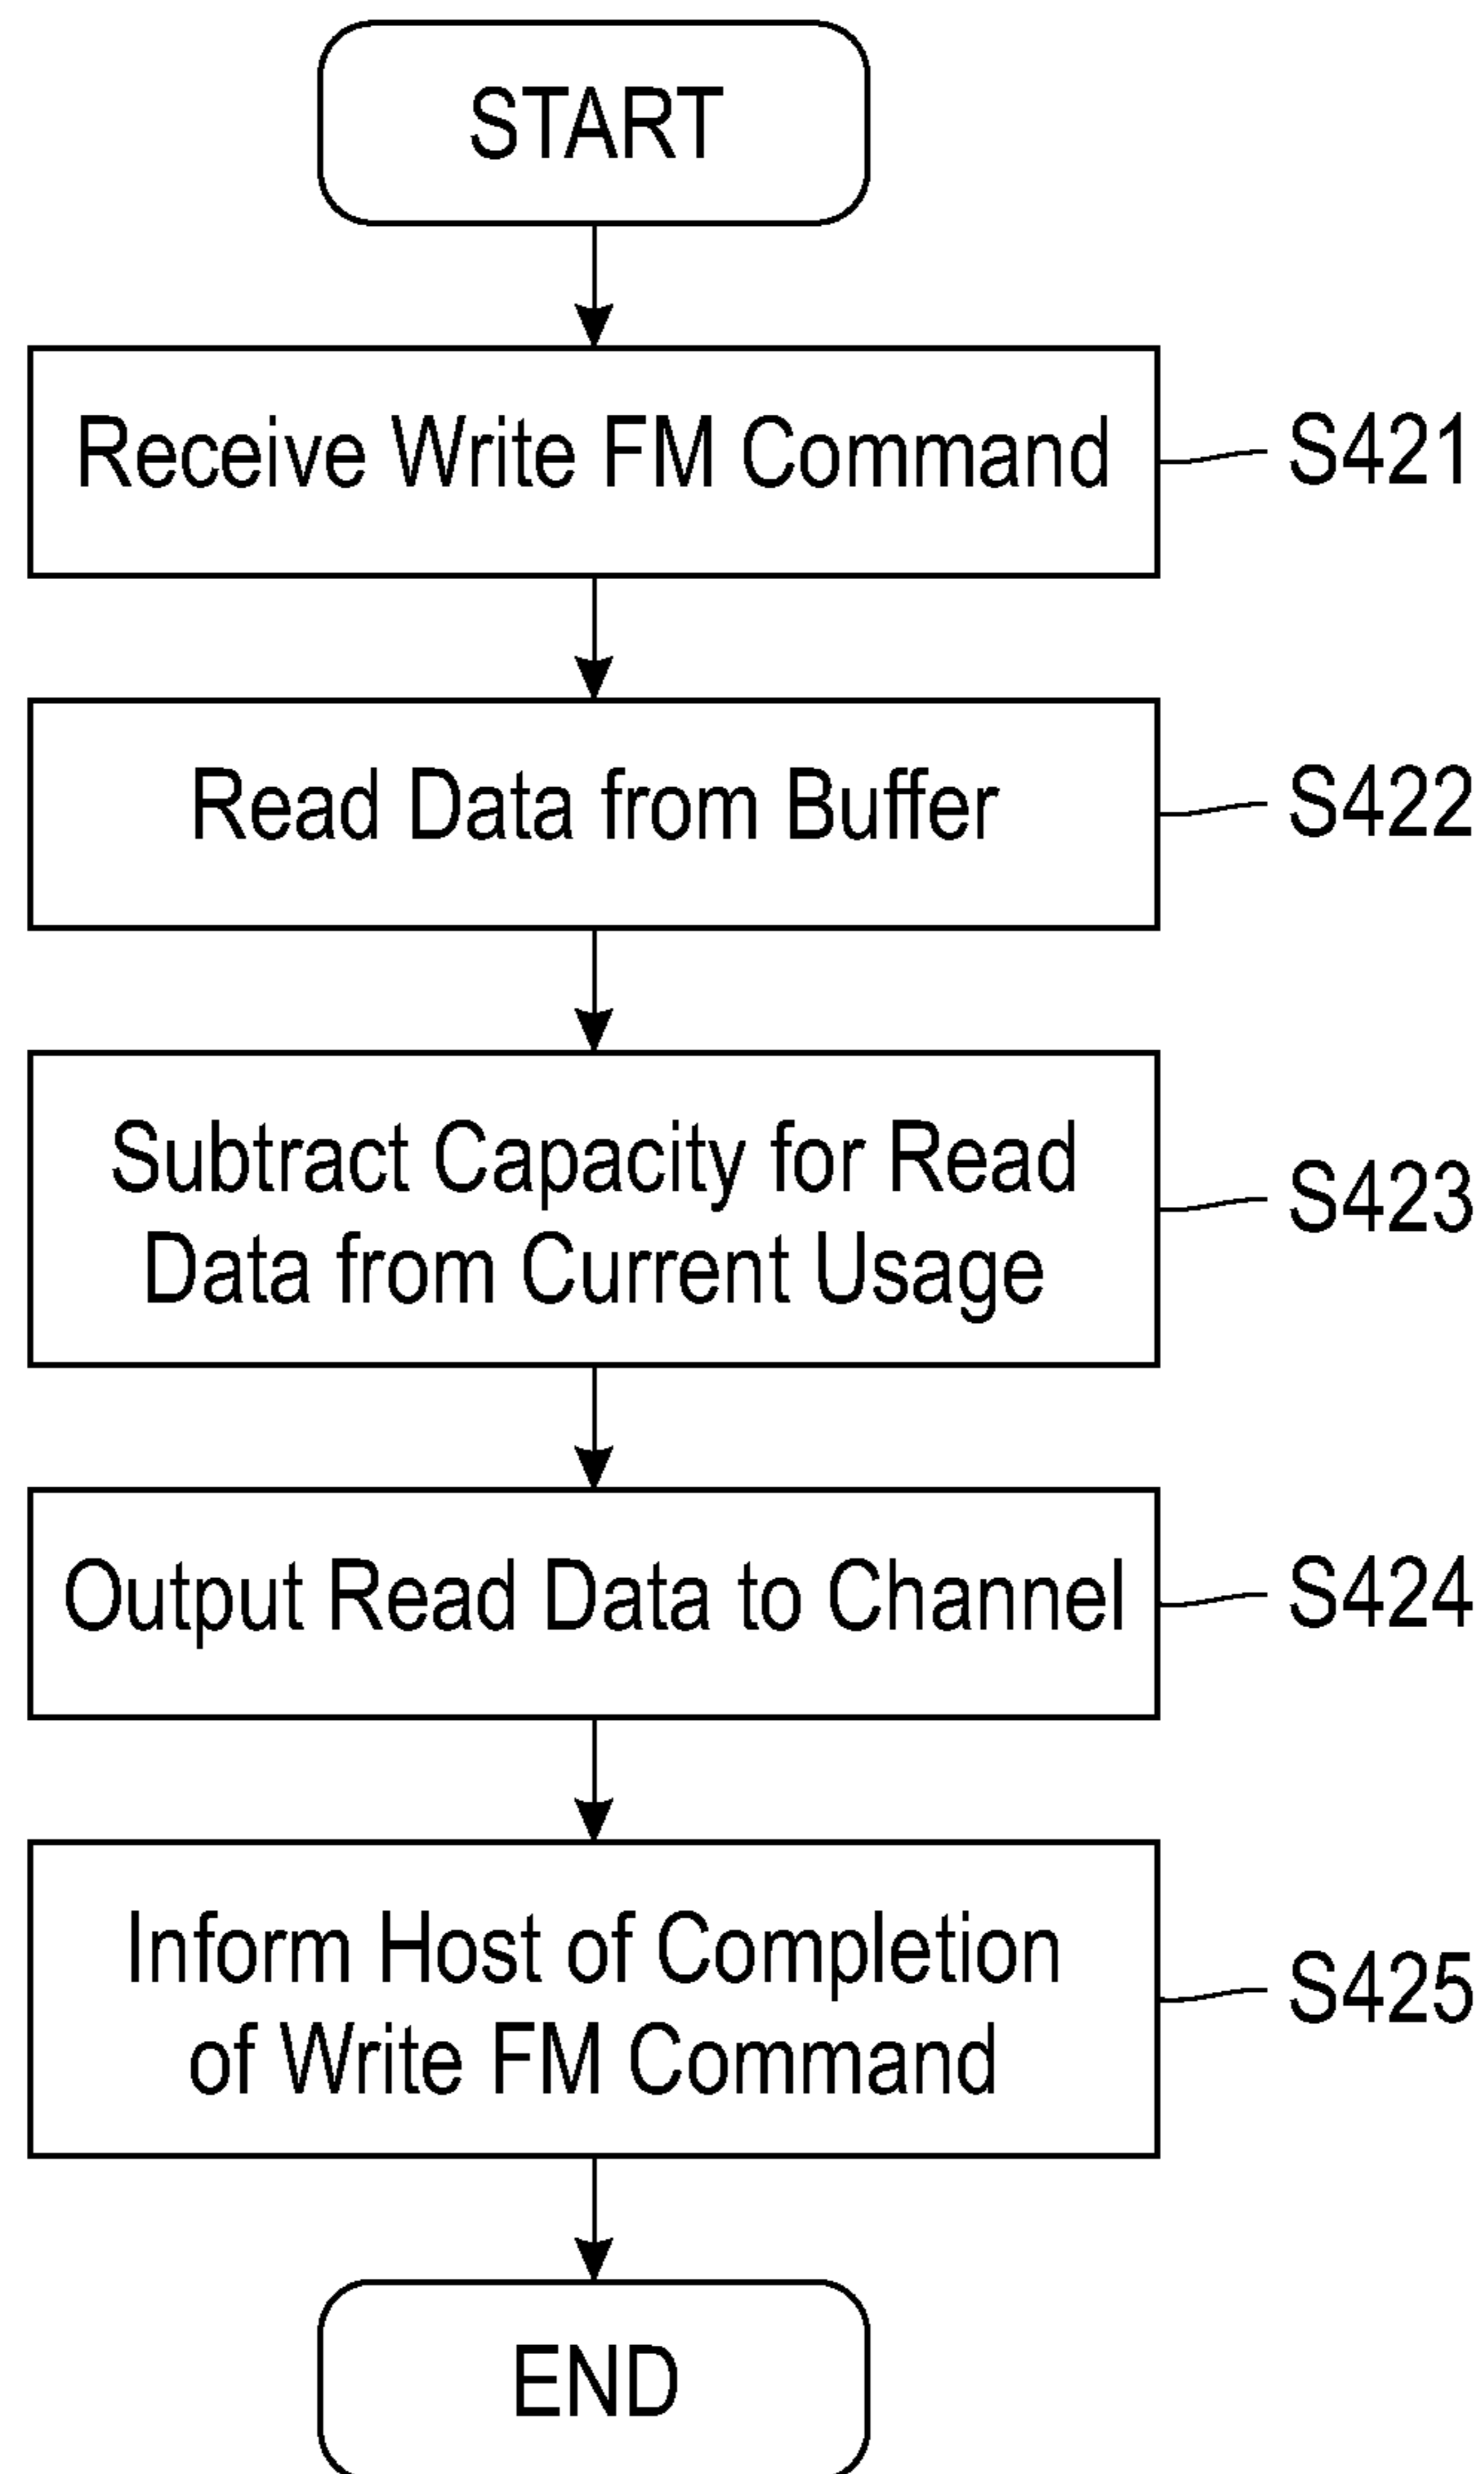 START
Receive Write FM Command
S421
Read Data from Buffer
S422
Subtract Capacity for Read
Data from Current Usage
S423
Output Read Data to Channel
S424
Inform Host of Completion
of Write FM Command
S425
END